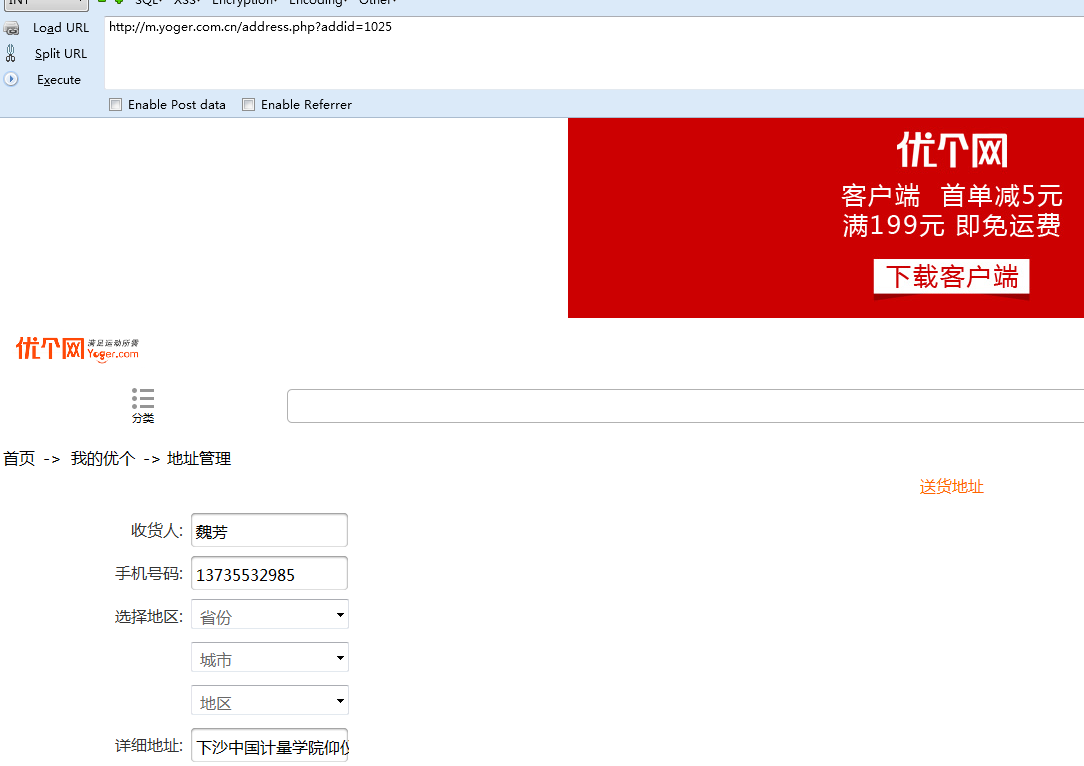 INT SQL· XSS· Encryption· Encoding· Other·
Load URL
http://m.yoger.com.cn/address.php?addid=1025
Split URL
Execute
Enable Post data Enable Referrer
优个网
客户端 首单减5元
满199元 即免运费
下载客户端
优个网 满足运动所需
Yoger.com
分类
首页 -> 我的优个 -> 地址管理
送货地址
收货人: 魏芳
手机号码: 13735532985
选择地区: 省份
城市
地区
详细地址: 下沙中国计量学院仰